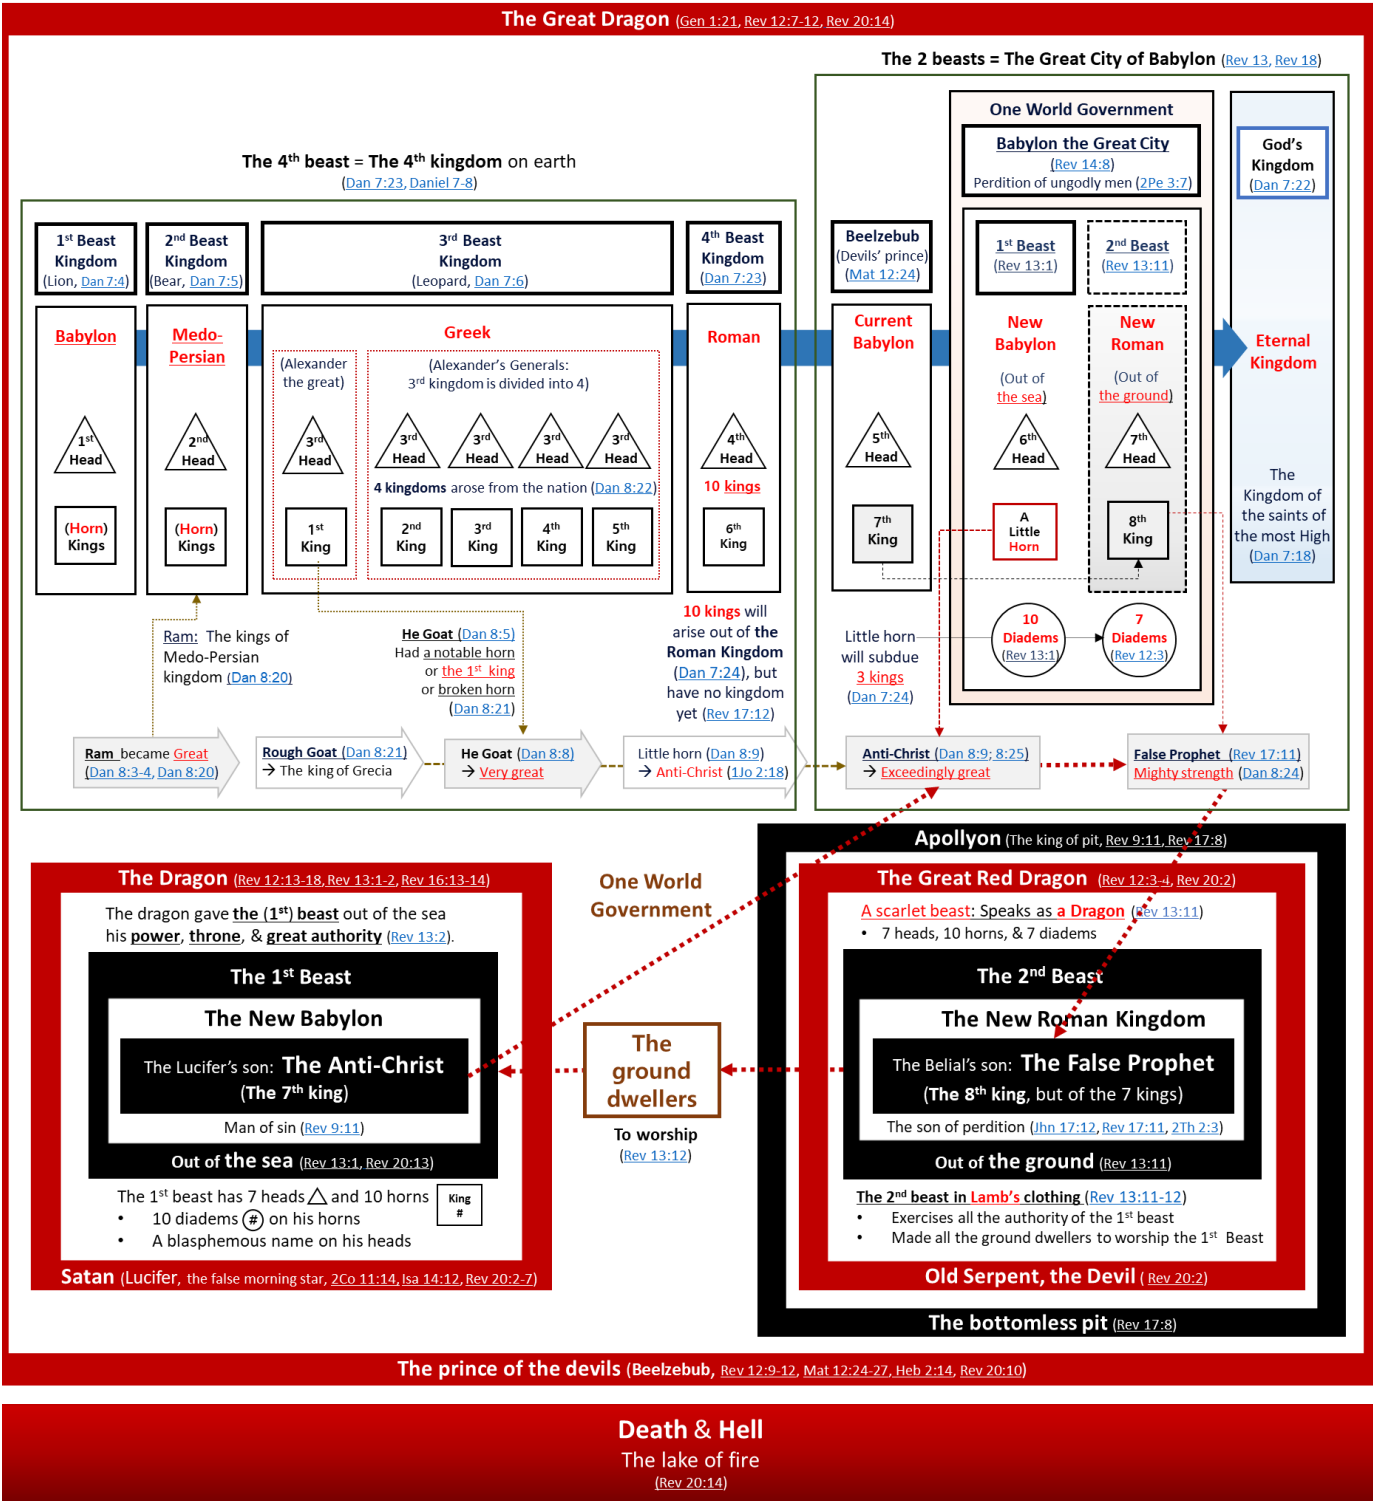 The Great Dragon (Gen 1:21, Rev 12:7-12, Rev 20:14)
The 2 beasts = The Great City of Babylon (Rev 13, Rev 18)
The 4th beast = The 4th kingdom on earth
(Dan 7:23, Daniel 7-8)
1st Beast
Kingdom
(Lion, Dan 7:4)
2nd Beast
Kingdom
(Bear, Dan 7:5)
3rd Beast
Kingdom
(Leopard, Dan 7:6)
4th Beast
Kingdom
(Dan 7:23)
Beelzebub
(Devils' prince)
(Mat 12:24)
One World Government
Babylon the Great City
(Rev 14:8)
Perdition of ungodly men (2Pe 3:7)
1st Beast
(Rev 13:1)
2nd Beast
(Rev 13:11)
God's
Kingdom
(Dan 7:22)
Babylon
Medo-
Persian
Greek
(Alexander
the great)
(Alexander's Generals:
3rd kingdom is divided into 4)
Roman
Current
Babylon
New
Babylon
(Out of
the sea)
New
Roman
(Out of
the ground)
Eternal
Kingdom
1st
Head
2nd
Head
3rd
Head
3rd
Head
3rd
Head
3rd
Head
3rd
Head
4th
Head
5th
Head
6th
Head
7th
Head
4 kingdoms arose from the nation (Dan 8:22)
10 kings
(Horn)
Kings
(Horn)
Kings
1st
King
2nd
King
3rd
King
4th
King
5th
King
6th
King
7th
King
A
Little
Horn
8th
King
The
Kingdom of
the saints of
the most High
(Dan 7:18)
Ram: The kings of
Medo-Persian
kingdom (Dan 8:20)
He Goat (Dan 8:5)
Had a notable horn
or the 1st king
or broken horn
(Dan 8:21)
10 kings will
arise out of the
Roman Kingdom
(Dan 7:24), but
have no kingdom
yet (Rev 17:12)
Little horn
will subdue
3 kings
(Dan 7:24)
10
Diadems
(Rev 13:1)
7
Diadems
(Rev 12:3)
Ram became Great
(Dan 8:3-4, Dan 8:20)
Rough Goat (Dan 8:21)
→ The king of Grecia
He Goat (Dan 8:8)
→ Very great
Little horn (Dan 8:9)
→ Anti-Christ (1Jo 2:18)
Anti-Christ (Dan 8:9; 8:25)
→ Exceedingly great
False Prophet (Rev 17:11)
Mighty strength (Dan 8:24)
The Dragon (Rev 12:13-18, Rev 13:1-2, Rev 16:13-14)
The dragon gave the (1st) beast out of the sea
his power, throne, & great authority (Rev 13:2).
The 1st Beast
The New Babylon
The Lucifer's son: The Anti-Christ
(The 7th king)
Man of sin (Rev 9:11)
Out of the sea (Rev 13:1, Rev 20:13)
The 1st beast has 7 heads and 10 horns
King
#
• 10 diadems # on his horns
• A blasphemous name on his heads
Satan (Lucifer, the false morning star, 2Co 11:14, Isa 14:12, Rev 20:2-7)
One World
Government
The
ground
dwellers
To worship
(Rev 13:12)
Apollyon (The king of pit, Rev 9:11, Rev 17:8)
The Great Red Dragon (Rev 12:3-4, Rev 20:2)
A scarlet beast: Speaks as a Dragon (Rev 13:11)
• 7 heads, 10 horns, & 7 diadems
The 2nd Beast
The New Roman Kingdom
The Belial's son: The False Prophet
(The 8th king, but of the 7 kings)
The son of perdition (Jhn 17:12, Rev 17:11, 2Th 2:3)
Out of the ground (Rev 13:11)
The 2nd beast in Lamb's clothing (Rev 13:11-12)
• Exercises all the authority of the 1st beast
• Made all the ground dwellers to worship the 1st Beast
Old Serpent, the Devil ( Rev 20:2)
The bottomless pit (Rev 17:8)
The prince of the devils (Beelzebub, Rev 12:9-12, Mat 12:24-27, Heb 2:14, Rev 20:10)
Death & Hell
The lake of fire
(Rev 20:14)